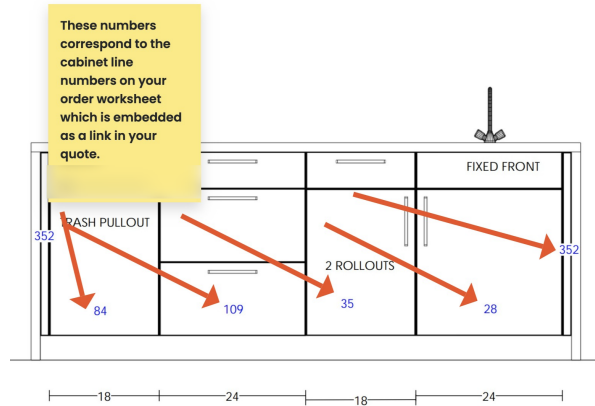 These numbers
correspond to the
cabinet line
numbers on your
order worksheet
which is embedded
as a link in your
quote.
FIXED FRONT
TRASH PULLOUT
352
352
2 ROLLOUTS
84
109
35
28
18
24
18
24